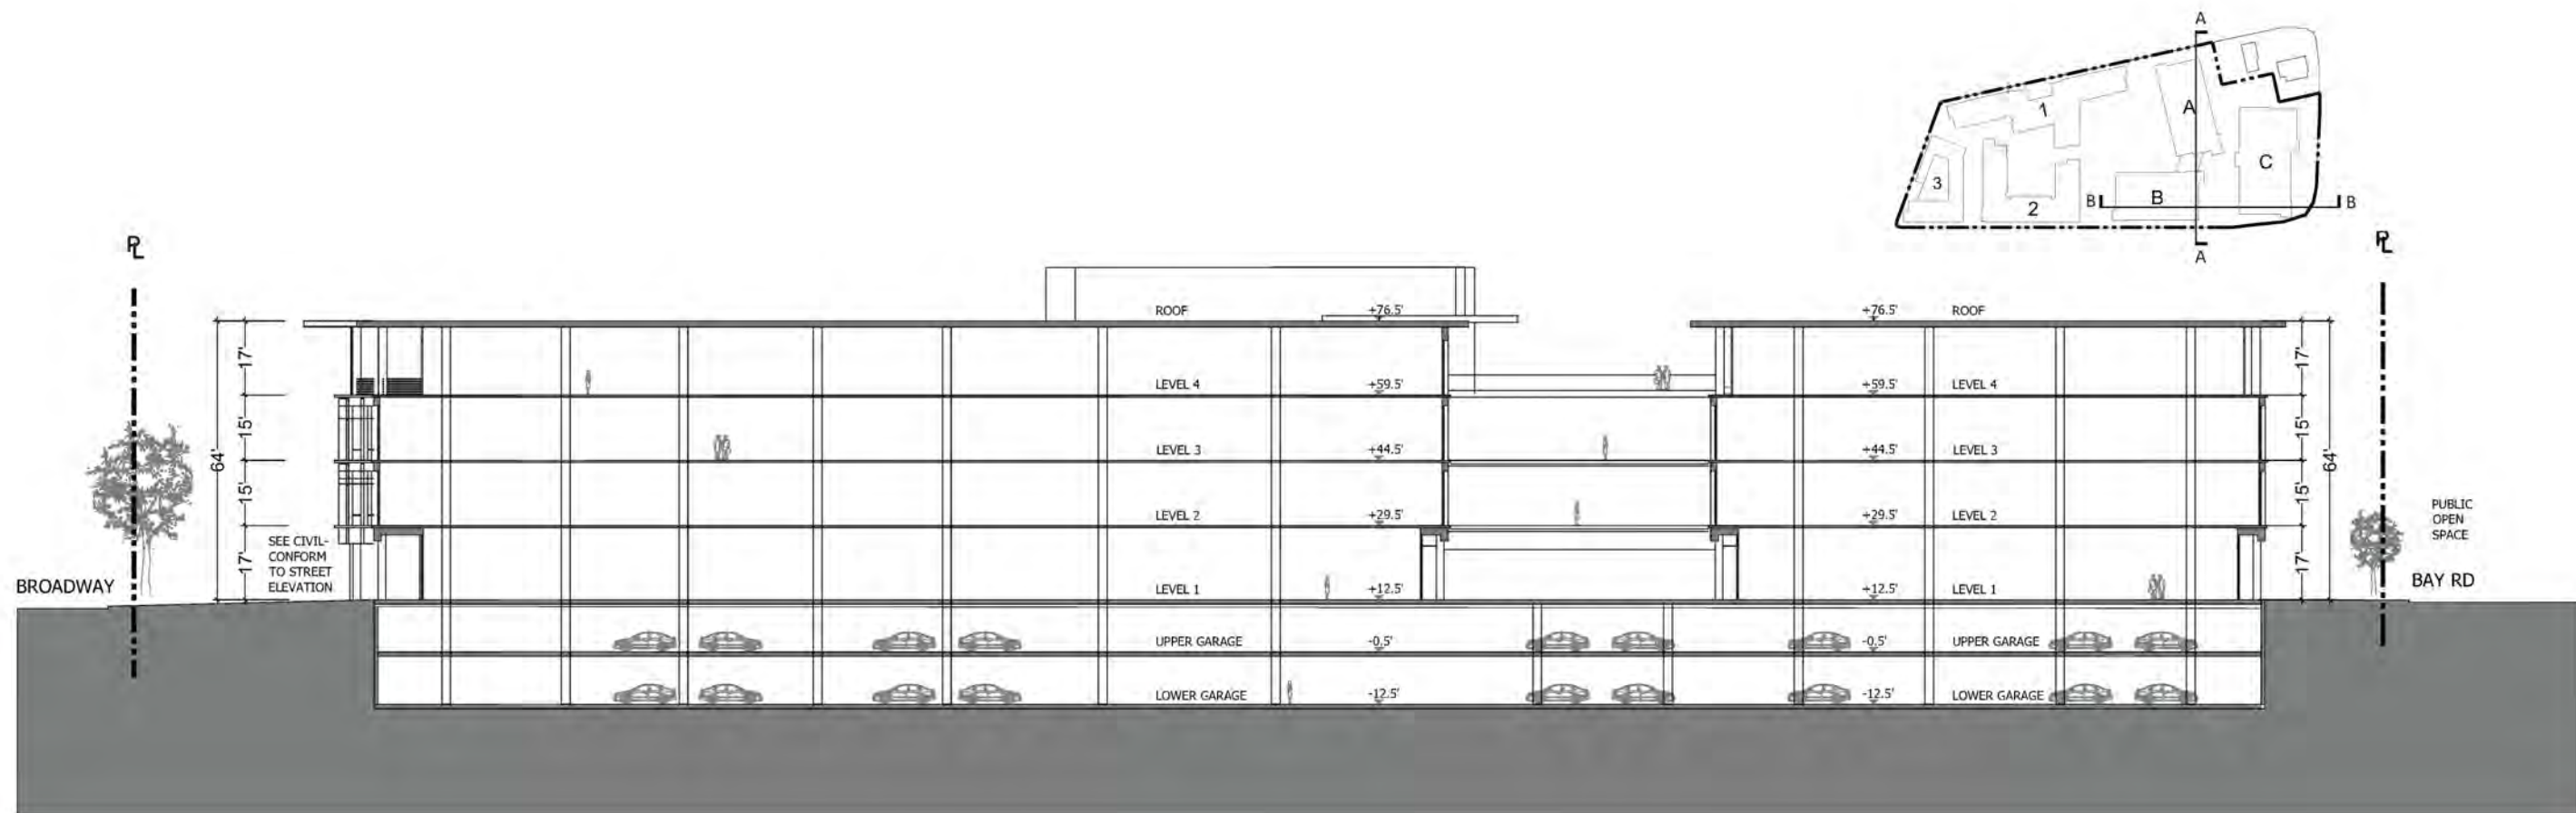 A
1
A
C
3
B
2
B
B
A
PL
PL
ROOF
+76.5'
+76.5'
ROOF
17'
17'
LEVEL 4
+59.5'
+59.5'
LEVEL 4
15'
15'
LEVEL 3
+44.5'
+44.5'
LEVEL 3
64'
64'
15'
15'
LEVEL 2
+29.5'
+29.5'
LEVEL 2
PUBLIC
OPEN
SPACE
SEE CIVIL-
CONFORM
TO STREET
ELEVATION
17'
17'
BROADWAY
LEVEL 1
+12.5'
+12.5'
LEVEL 1
BAY RD
UPPER GARAGE
-0.5'
-0.5'
UPPER GARAGE
LOWER GARAGE
-12.5'
-12.5'
LOWER GARAGE